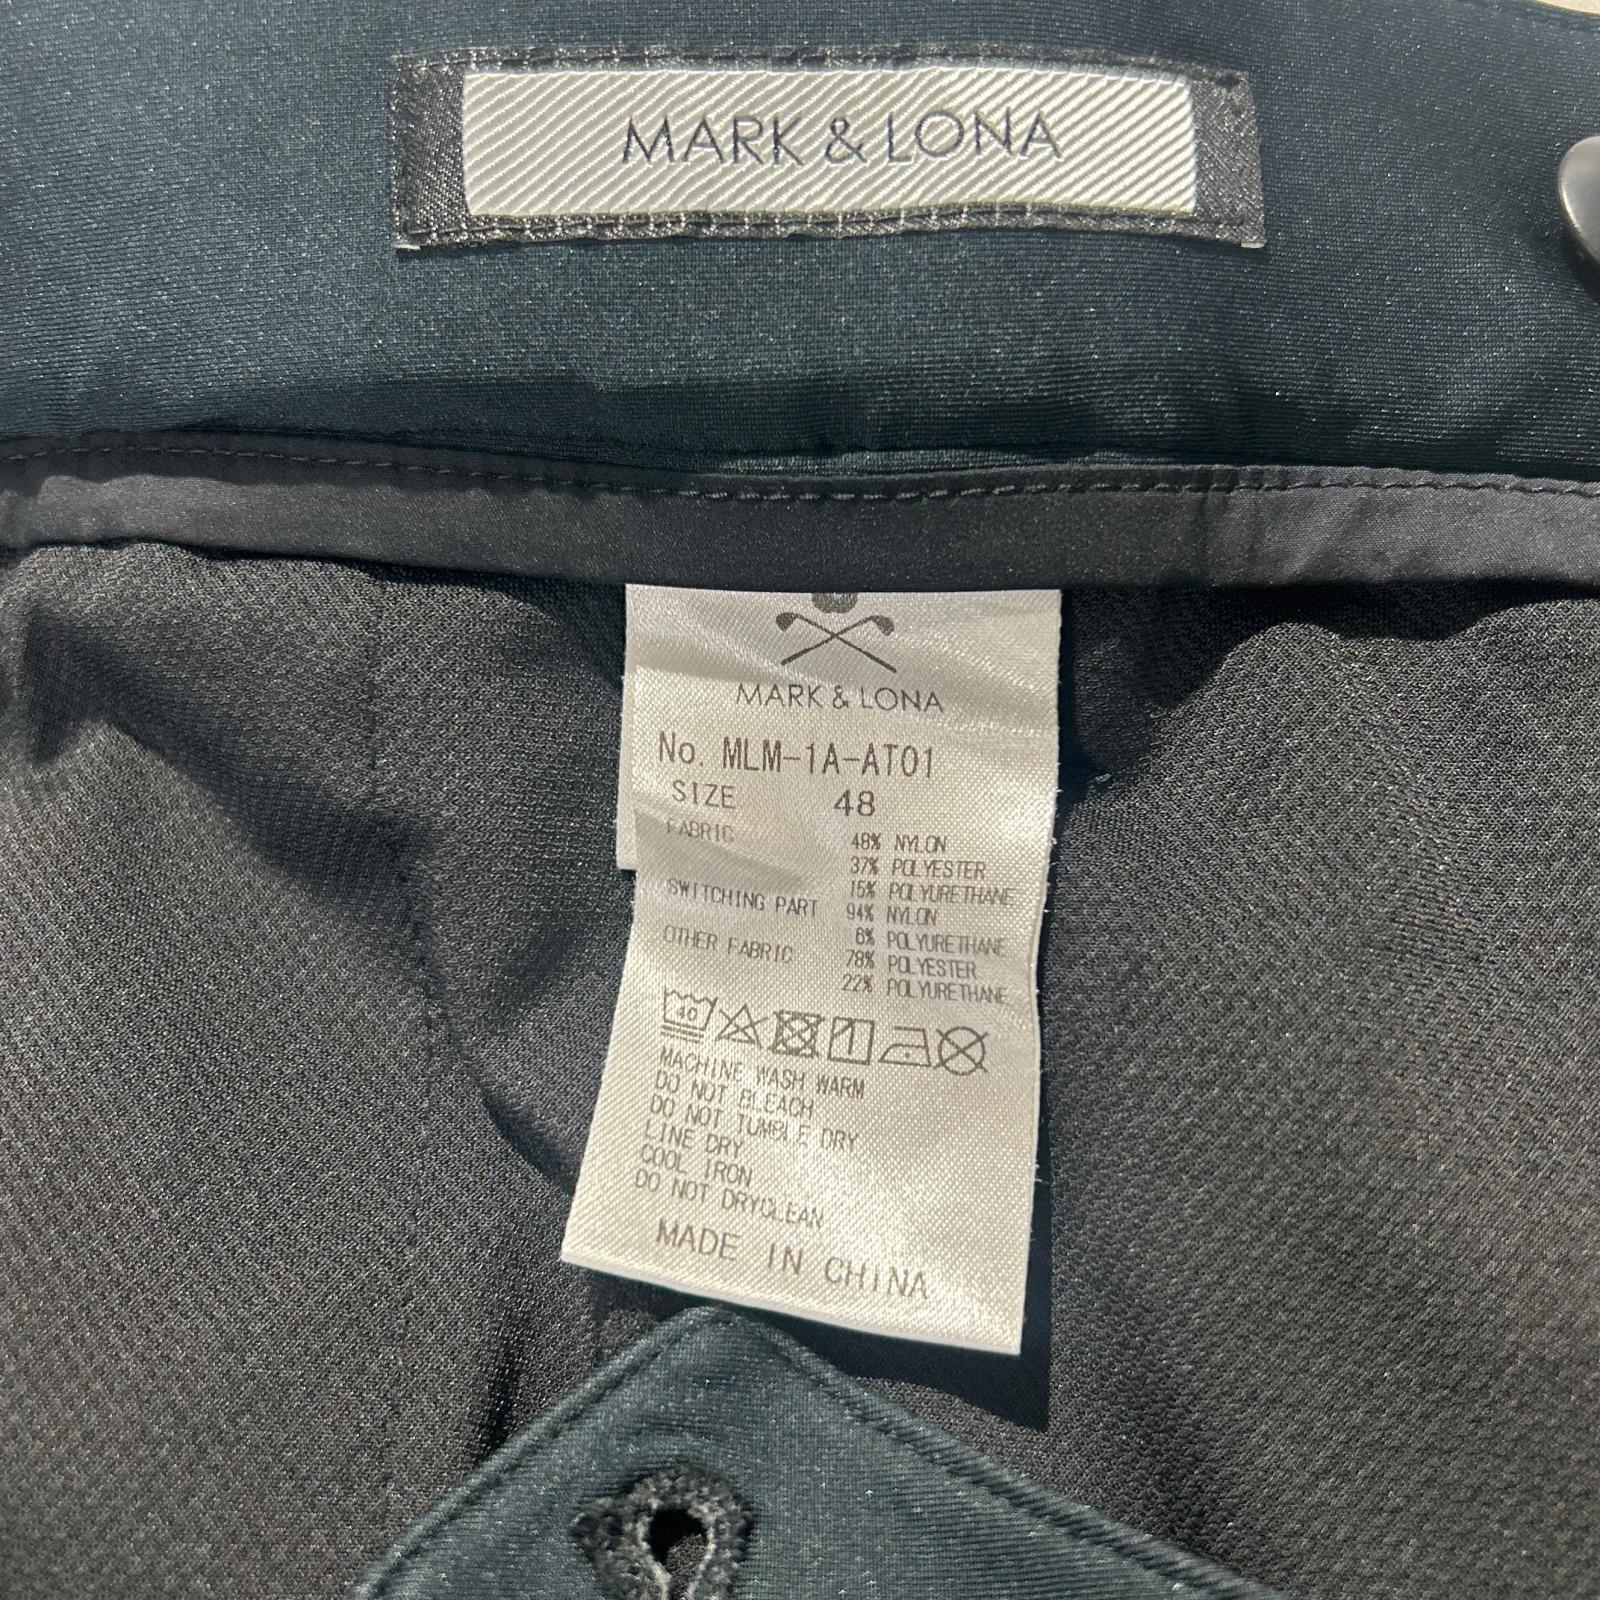 MARK & LONA
MARK & LONA
No. MLM-1A-AT01
SIZE 48
FABRIC 48% NYLON
37% POLYESTER
15% POLYURETHANE
SWITCHING PART 94% NYLON
6% POLYURETHANE
OTHER FABRIC 78% POLYESTER
22% POLYURETHANE
40
MACHINE WASH WARM
DO NOT BLEACH
DO NOT TUMBLE DRY
LINE DRY
COOL IRON
DO NOT DRYCLEAN
MADE IN CHINA